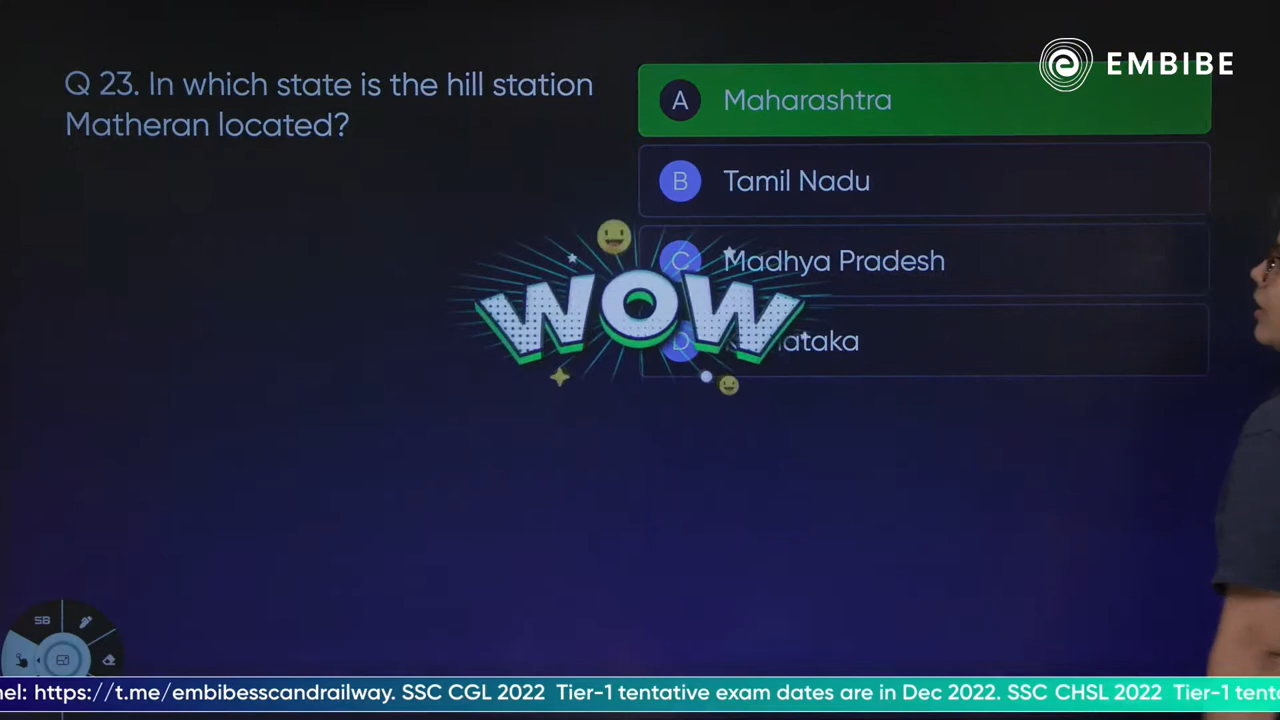 EMBIBE
Q 23. In which state is the hill station
Matheran located?
A Maharashtra
B Tamil Nadu
C Madhya Pradesh
D
WOW
SB
nel: https://t.me/embibesscandrailway. SSC CGL 2022 Tier-1 tentative exam dates are in Dec 2022. SSC CHSL 2022 Tier-1 tenta